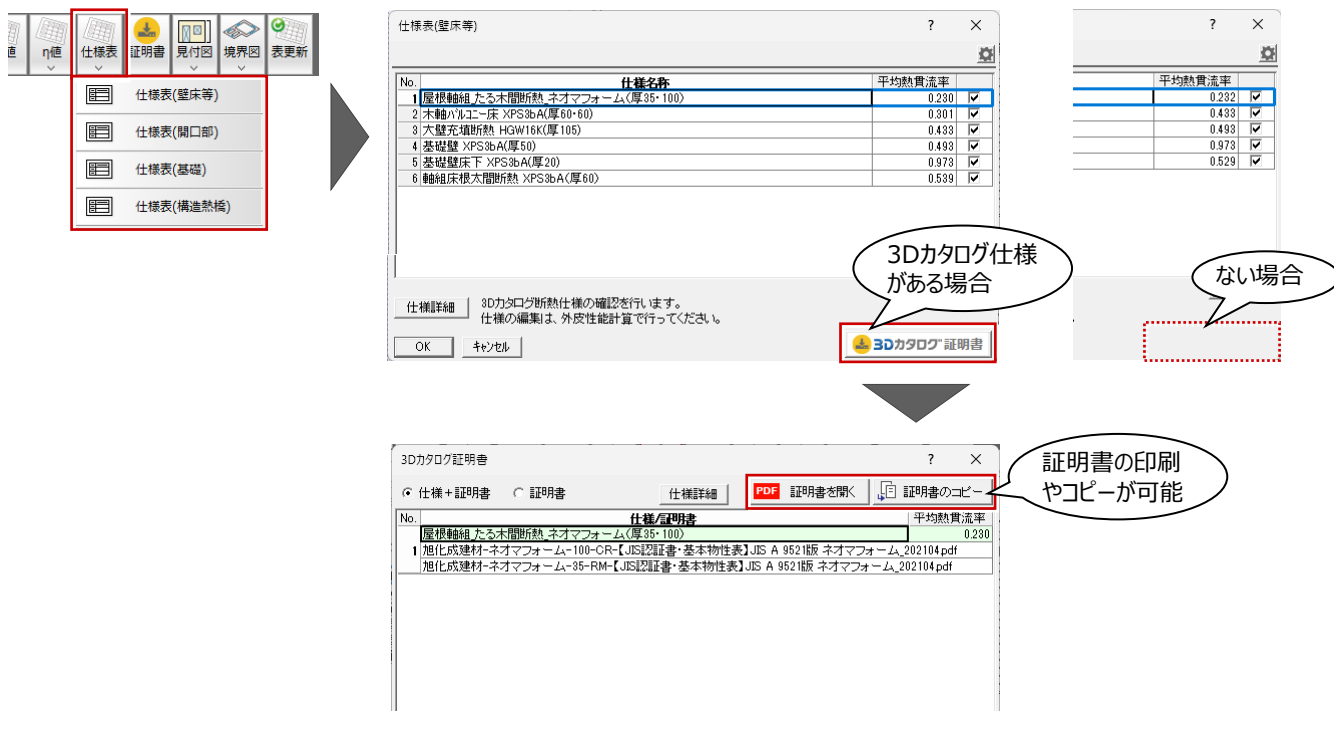 値 η値 仕様表 証明書 見付図 境界図 表更新
仕様表(壁床等)
仕様表(開口部)
仕様表(基礎)
仕様表(構造熱橋)
仕様表(壁床等) ? ×
No. 仕様名称 平均熱貫流率
1 屋根軸組_たる木間断熱_ネオマフォーム(厚35・100) 0.230
2 木軸バルコニー床 XPS3bA(厚60・60) 0.301
3 大壁充填断熱 HGW16K(厚105) 0.433
4 基礎壁 XPS3bA(厚50) 0.493
5 基礎壁床下 XPS3bA(厚20) 0.973
6 軸組床根太間断熱 XPS3bA(厚60) 0.539
3Dカタログ仕様
がある場合
仕様詳細
3Dカタログ断熱仕様の確認を行います。
仕様の編集は、外皮性能計算で行ってください。
OK キャンセル 3Dカタログ 証明書
? ×
平均熱貫流率
0.232
0.433
0.493
0.973
0.529
ない場合
3Dカタログ証明書 ? ×
仕様+証明書 証明書 仕様詳細 PDF 証明書を開く 証明書のコピー
証明書の印刷
やコピーが可能
No. 仕様/証明書 平均熱貫流率
屋根軸組_たる木間断熱_ネオマフォーム(厚35・100) 0.230
1 旭化成建材-ネオマフォーム-100-CR-【JIS認証書・基本物性表】JIS A 9521版 ネオマフォーム_202104.pdf
旭化成建材-ネオマフォーム-35-RM-【JIS認証書・基本物性表】JIS A 9521版 ネオマフォーム_202104.pdf